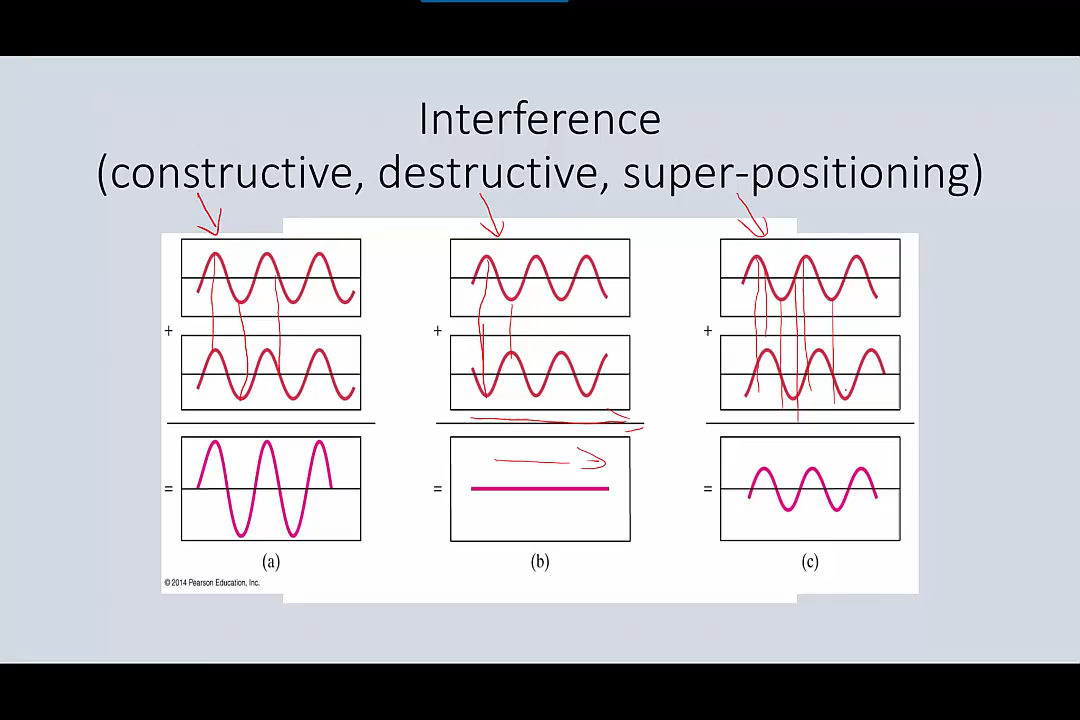 Interference
(constructive, destructive, super-positioning)
+ + +
= = =
(a) (b) (c)
© 2014 Pearson Education, Inc.